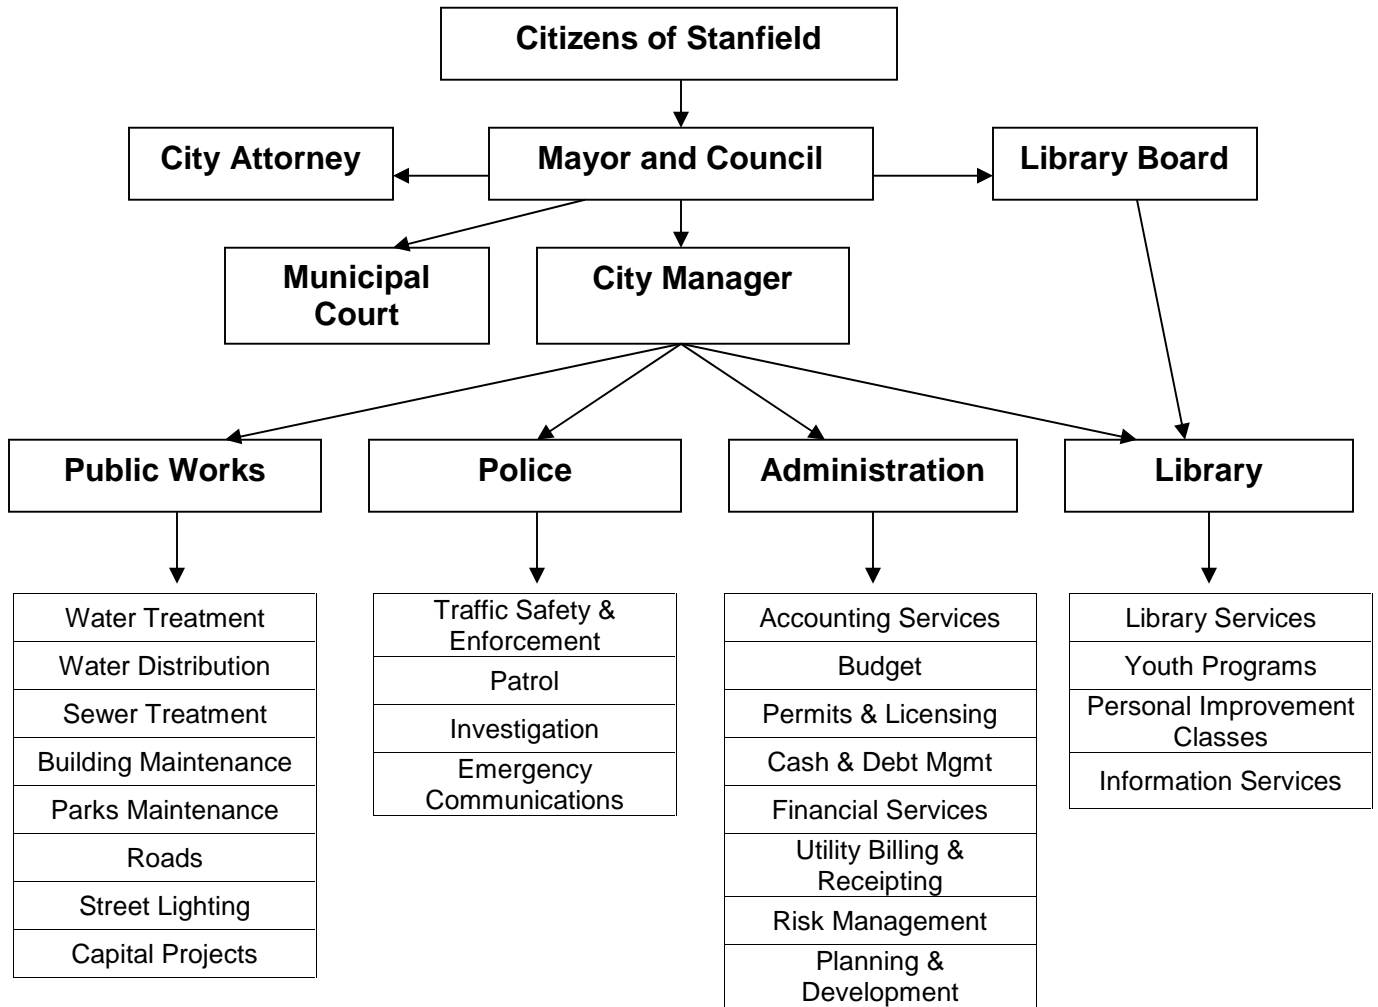 Citizens of Stanfield
City Attorney
Mayor and Council
Library Board
Municipal
Court
City Manager
Public Works
Police
Administration
Library
Water Treatment
Water Distribution
Sewer Treatment
Building Maintenance
Parks Maintenance
Roads
Street Lighting
Capital Projects
Traffic Safety &
Enforcement
Patrol
Investigation
Emergency
Communications
Accounting Services
Budget
Permits & Licensing
Cash & Debt Mgmt
Financial Services
Utility Billing &
Receipting
Risk Management
Planning &
Development
Library Services
Youth Programs
Personal Improvement
Classes
Information Services